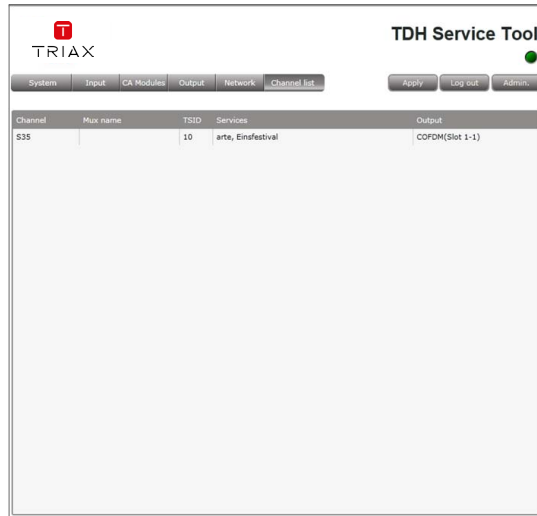 T
TRIAX
TDH Service Tool
System Input CA Modules Output Network Channel list Apply Log out Admin.
Channel Mux name TSID Services Output
S35 10 arte, Einsfestival COFDM(Slot 1-1)